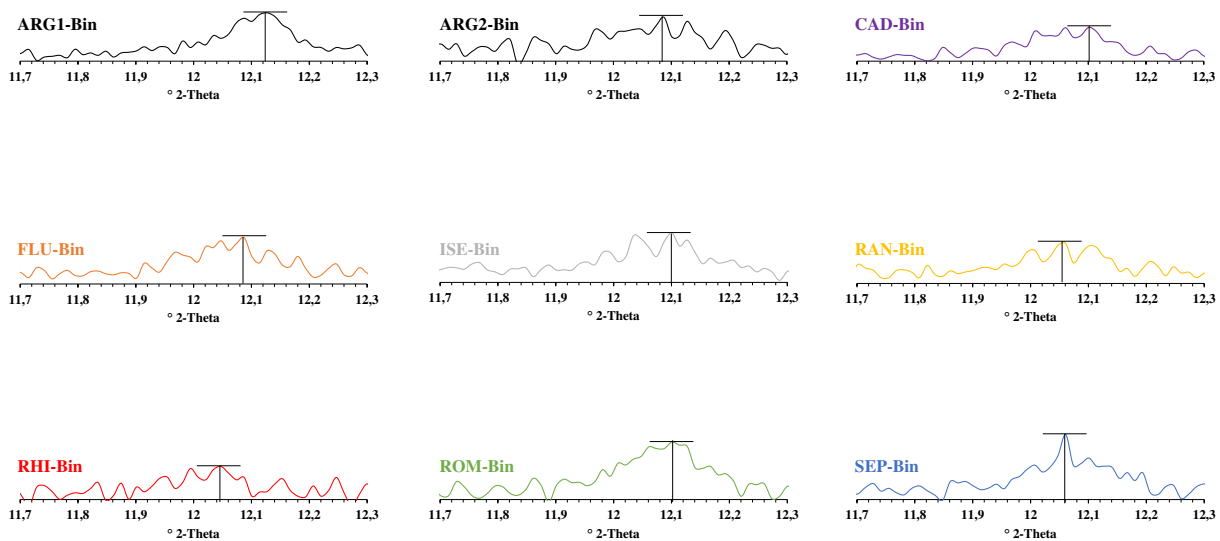 ARG1-Bin
11,7 11,8 11,9 12 12,1 12,2 12,3
° 2-Theta
ARG2-Bin
11,7 11,8 11,9 12 12,1 12,2 12,3
° 2-Theta
CAD-Bin
11,7 11,8 11,9 12 12,1 12,2 12,3
° 2-Theta
FLU-Bin
11,7 11,8 11,9 12 12,1 12,2 12,3
° 2-Theta
ISE-Bin
11,7 11,8 11,9 12 12,1 12,2 12,3
° 2-Theta
RAN-Bin
11,7 11,8 11,9 12 12,1 12,2 12,3
° 2-Theta
RHI-Bin
11,7 11,8 11,9 12 12,1 12,2 12,3
° 2-Theta
ROM-Bin
11,7 11,8 11,9 12 12,1 12,2 12,3
° 2-Theta
SEP-Bin
11,7 11,8 11,9 12 12,1 12,2 12,3
° 2-Theta